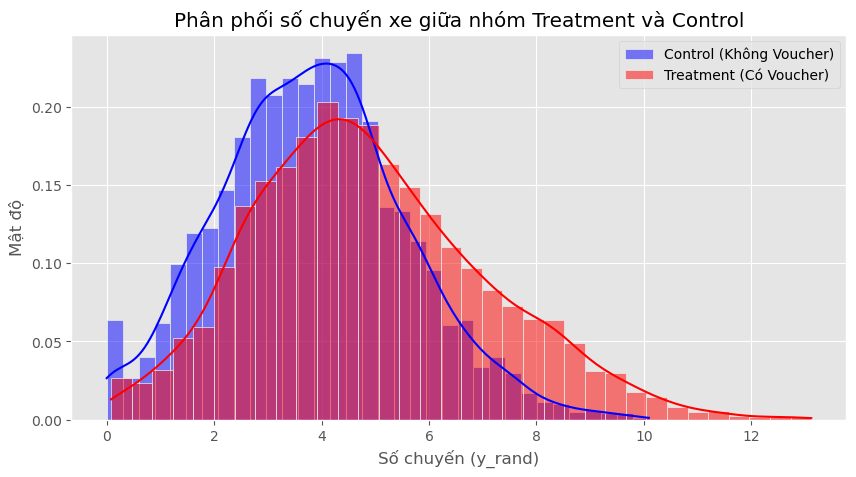 Phân phối số chuyến xe giữa nhóm Treatment và Control
Control (Không Voucher)
Treatment (Có Voucher)
Mật độ
0.20
0.15
0.10
0.05
0.00
0 2 4 6 8 10 12
Số chuyến (y_rand)